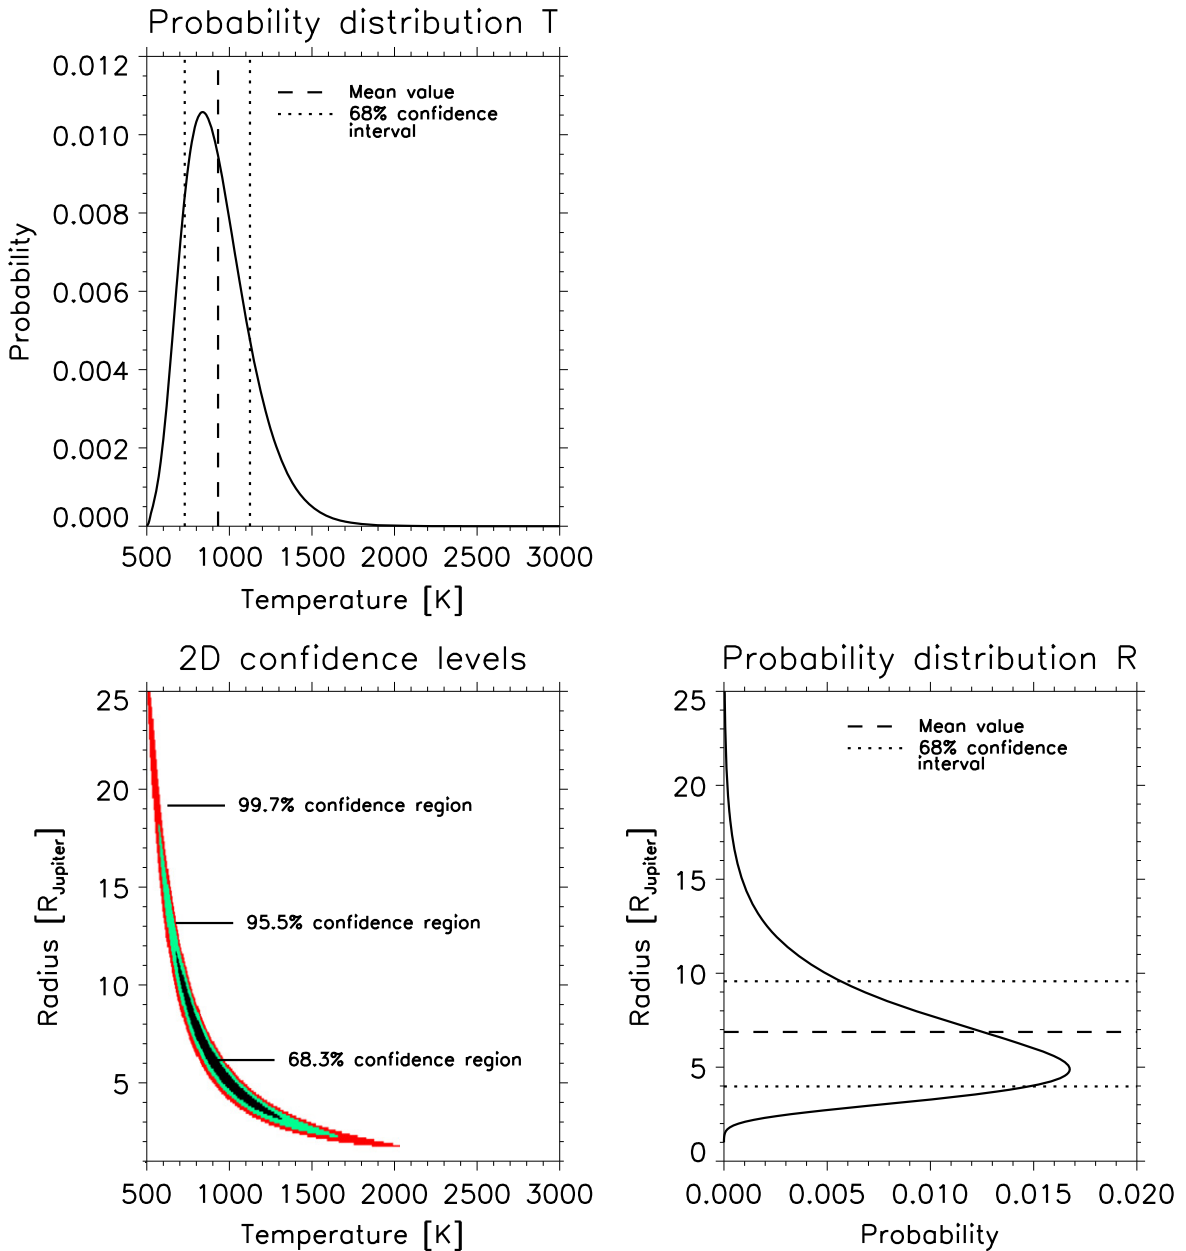 Probability distribution T
0.012
0.010
0.008
0.006
0.004
0.002
0.000
Probability
Mean value
68% confidence
interval
500 1000 1500 2000 2500 3000
Temperature [K]
2D confidence levels
25
20
15
10
5
Radius [RJupiter]
99.7% confidence region
95.5% confidence region
68.3% confidence region
500 1000 1500 2000 2500 3000
Temperature [K]
Probability distribution R
25
20
15
10
5
0
Radius [RJupiter]
Mean value
68% confidence
interval
0.000 0.005 0.010 0.015 0.020
Probability